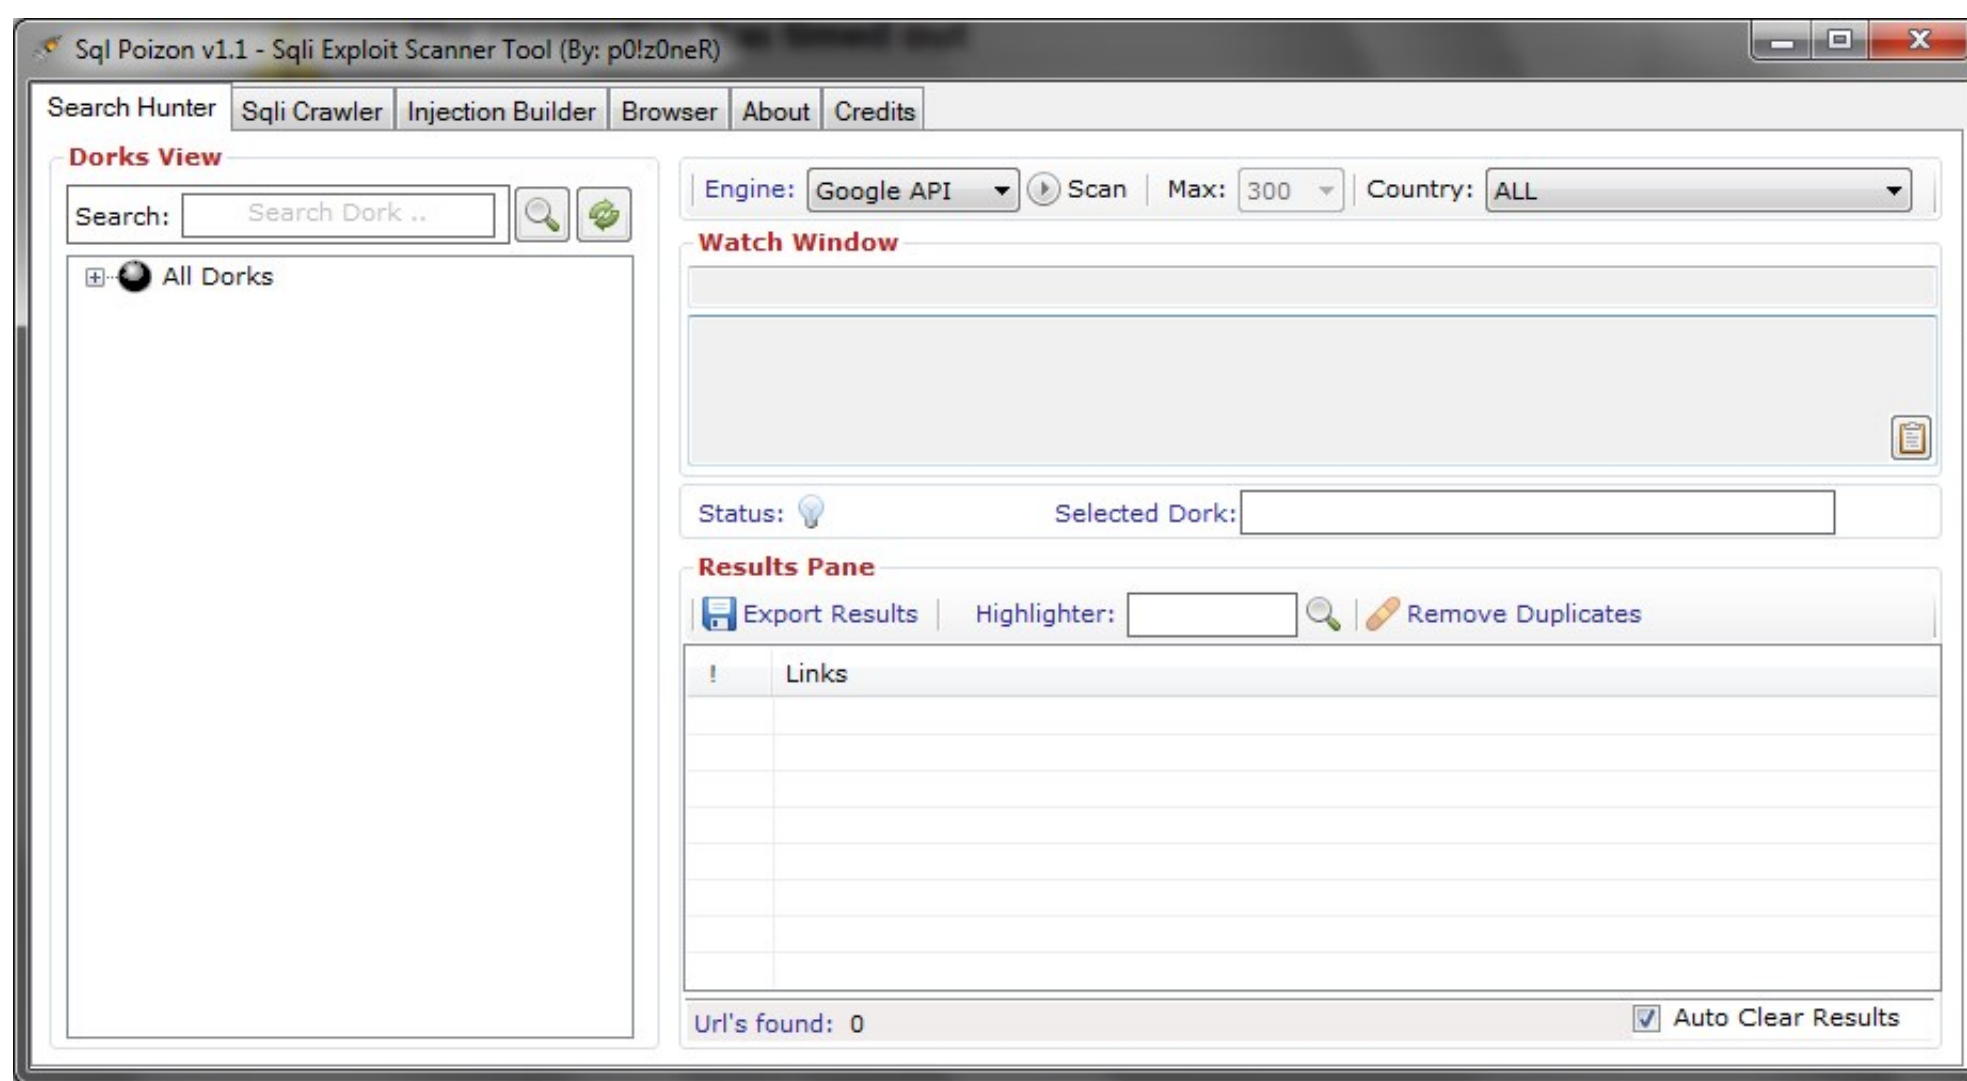 Sql Poizon v1.1 - Sqli Exploit Scanner Tool (By: p0!z0neR)
timed out
Search Hunter Sqli Crawler Injection Builder Browser About Credits
Dorks View
Search: Search Dork ..
All Dorks
Engine: Google API Scan Max: 300 Country: ALL
Watch Window
Status: Selected Dork:
Results Pane
Export Results Highlighter: Remove Duplicates
! Links
Url's found: 0
Auto Clear Results